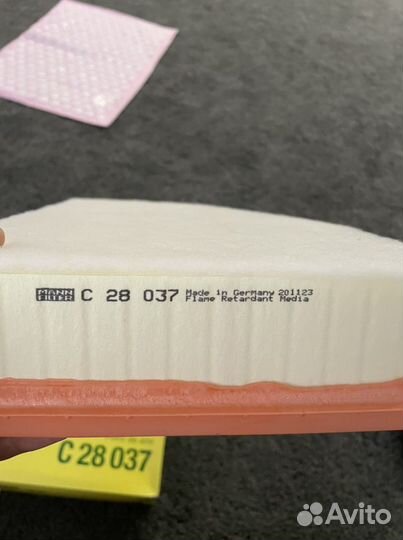 MANN FILTER C 28 037 Made in Germany 201123
Flame Retardant Media
C 28 037
Avito